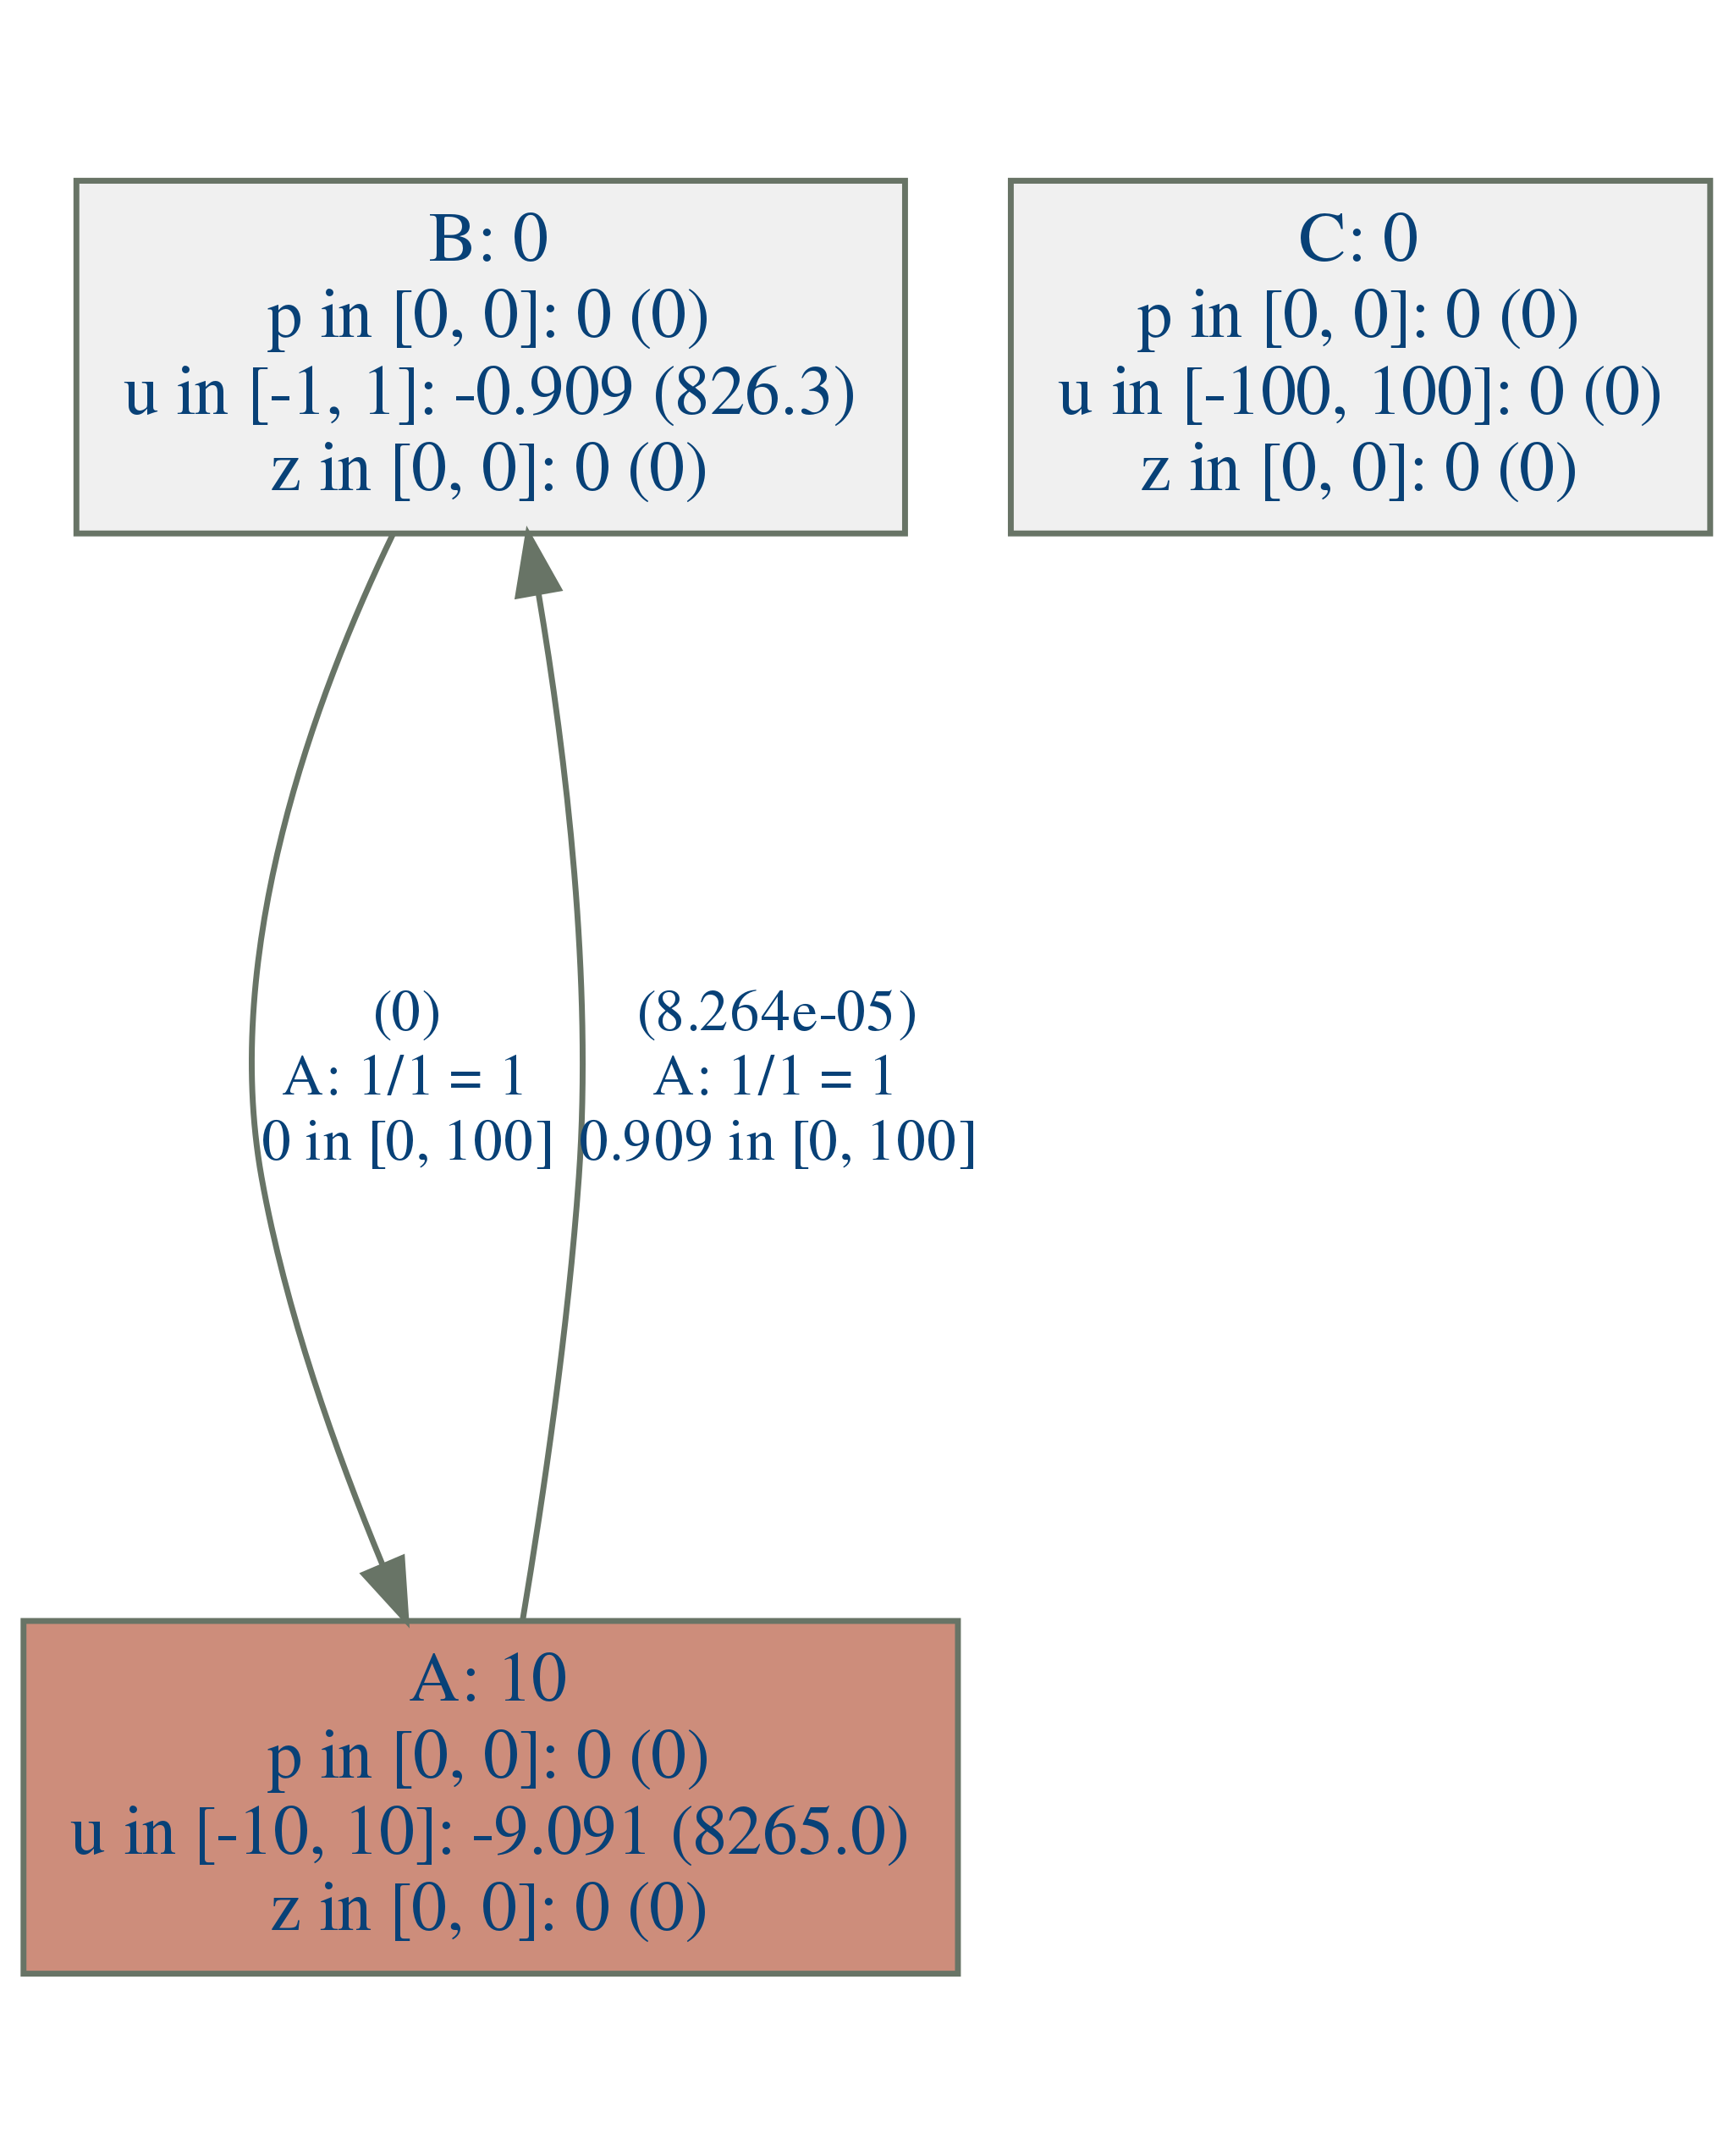 B: 0
p in [0, 0]: 0 (0)
u in [-1, 1]: -0.909 (826.3)
z in [0, 0]: 0 (0)
C: 0
p in [0, 0]: 0 (0)
u in [-100, 100]: 0 (0)
z in [0, 0]: 0 (0)
(0)
A: 1/1 = 1
0 in [0, 100]
(8.264e-05)
A: 1/1 = 1
0.909 in [0, 100]
A: 10
p in [0, 0]: 0 (0)
u in [-10, 10]: -9.091 (8265.0)
z in [0, 0]: 0 (0)